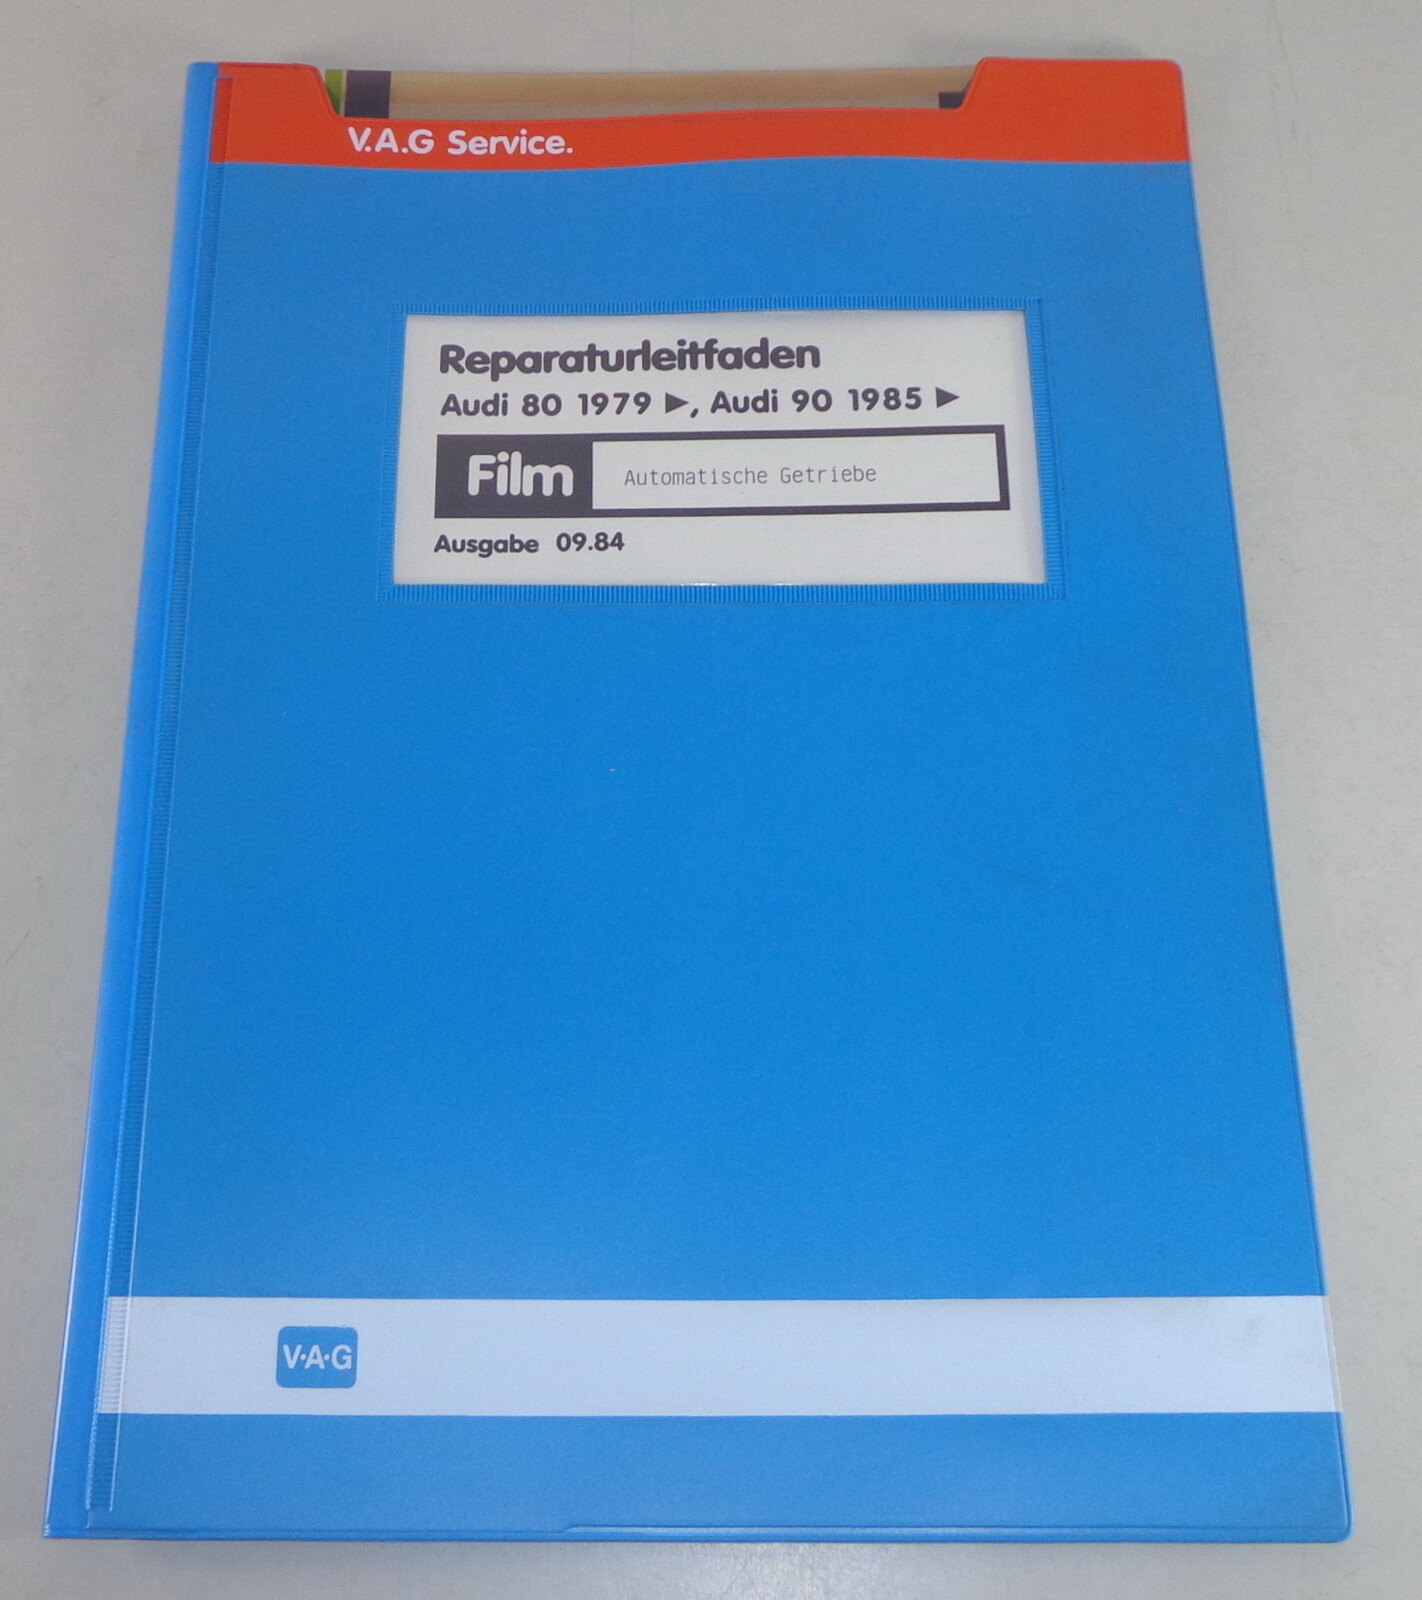 V.A.G Service.
Reparaturleitfaden
Audi 80 1979 ►, Audi 90 1985 ►
Film Automatische Getriebe
Ausgabe 09.84
V·A·G